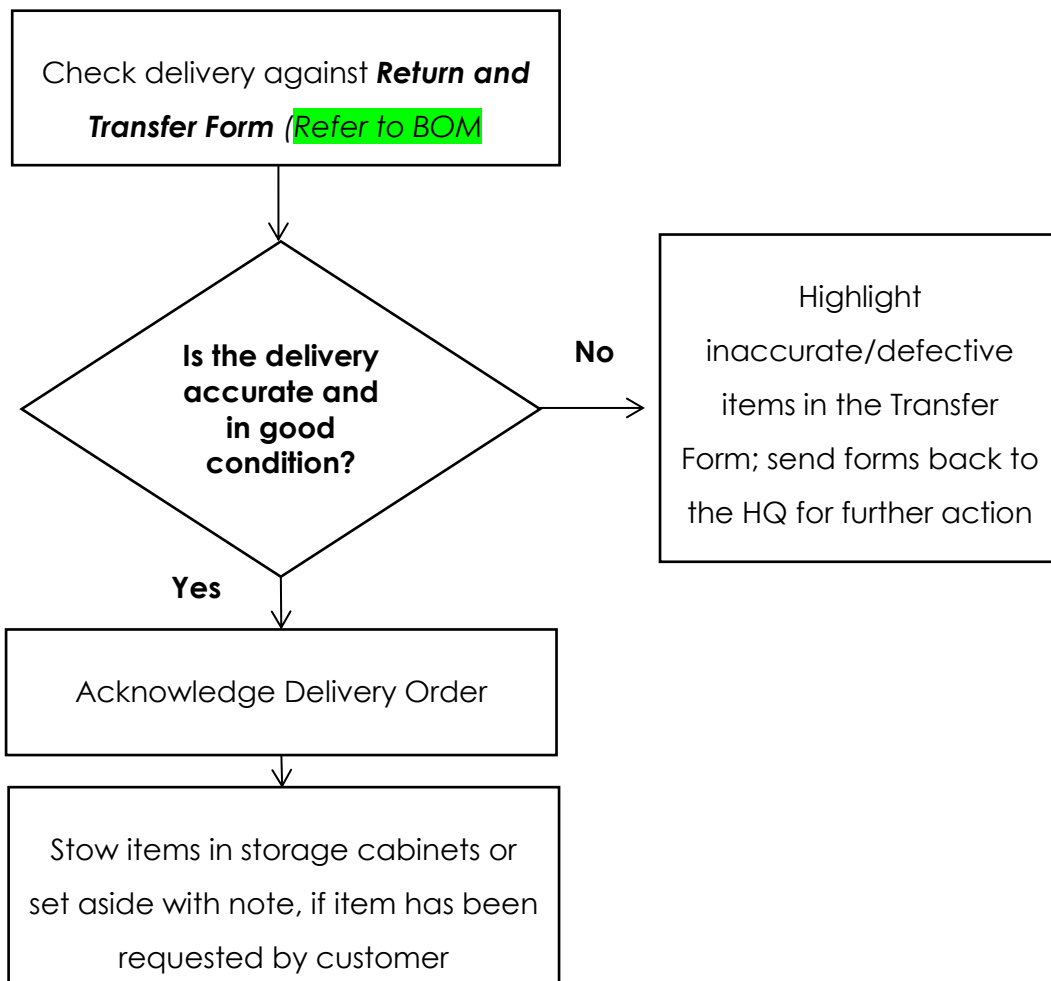 Check delivery against Return and
Transfer Form (Refer to BOM
Is the delivery
accurate and
in good
condition?
No
Highlight
inaccurate/defective
items in the Transfer
Form; send forms back to
the HQ for further action
Yes
Acknowledge Delivery Order
Stow items in storage cabinets or
set aside with note, if item has been
requested by customer